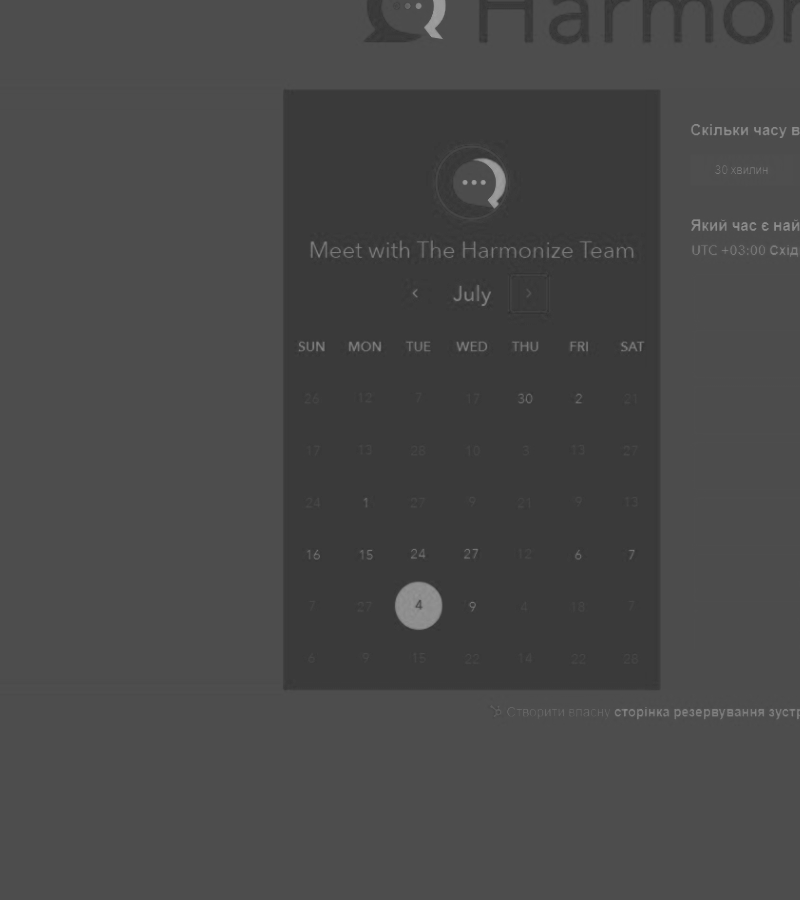 Harmon
Meet with The Harmonize Team
July
SUN MON TUE WED THU FRI SAT
26 12 7 17 30 2 21
17 13 28 10 3 13 27
24 1 27 9 21 9 13
16 15 24 27 12 6 7
7 27 4 9 4 18 7
6 9 15 22 14 22 28
Скільки часу в
30 хвилин
Який час є най
UTC +03:00 Схід
Створити власну сторінка резервування зустр